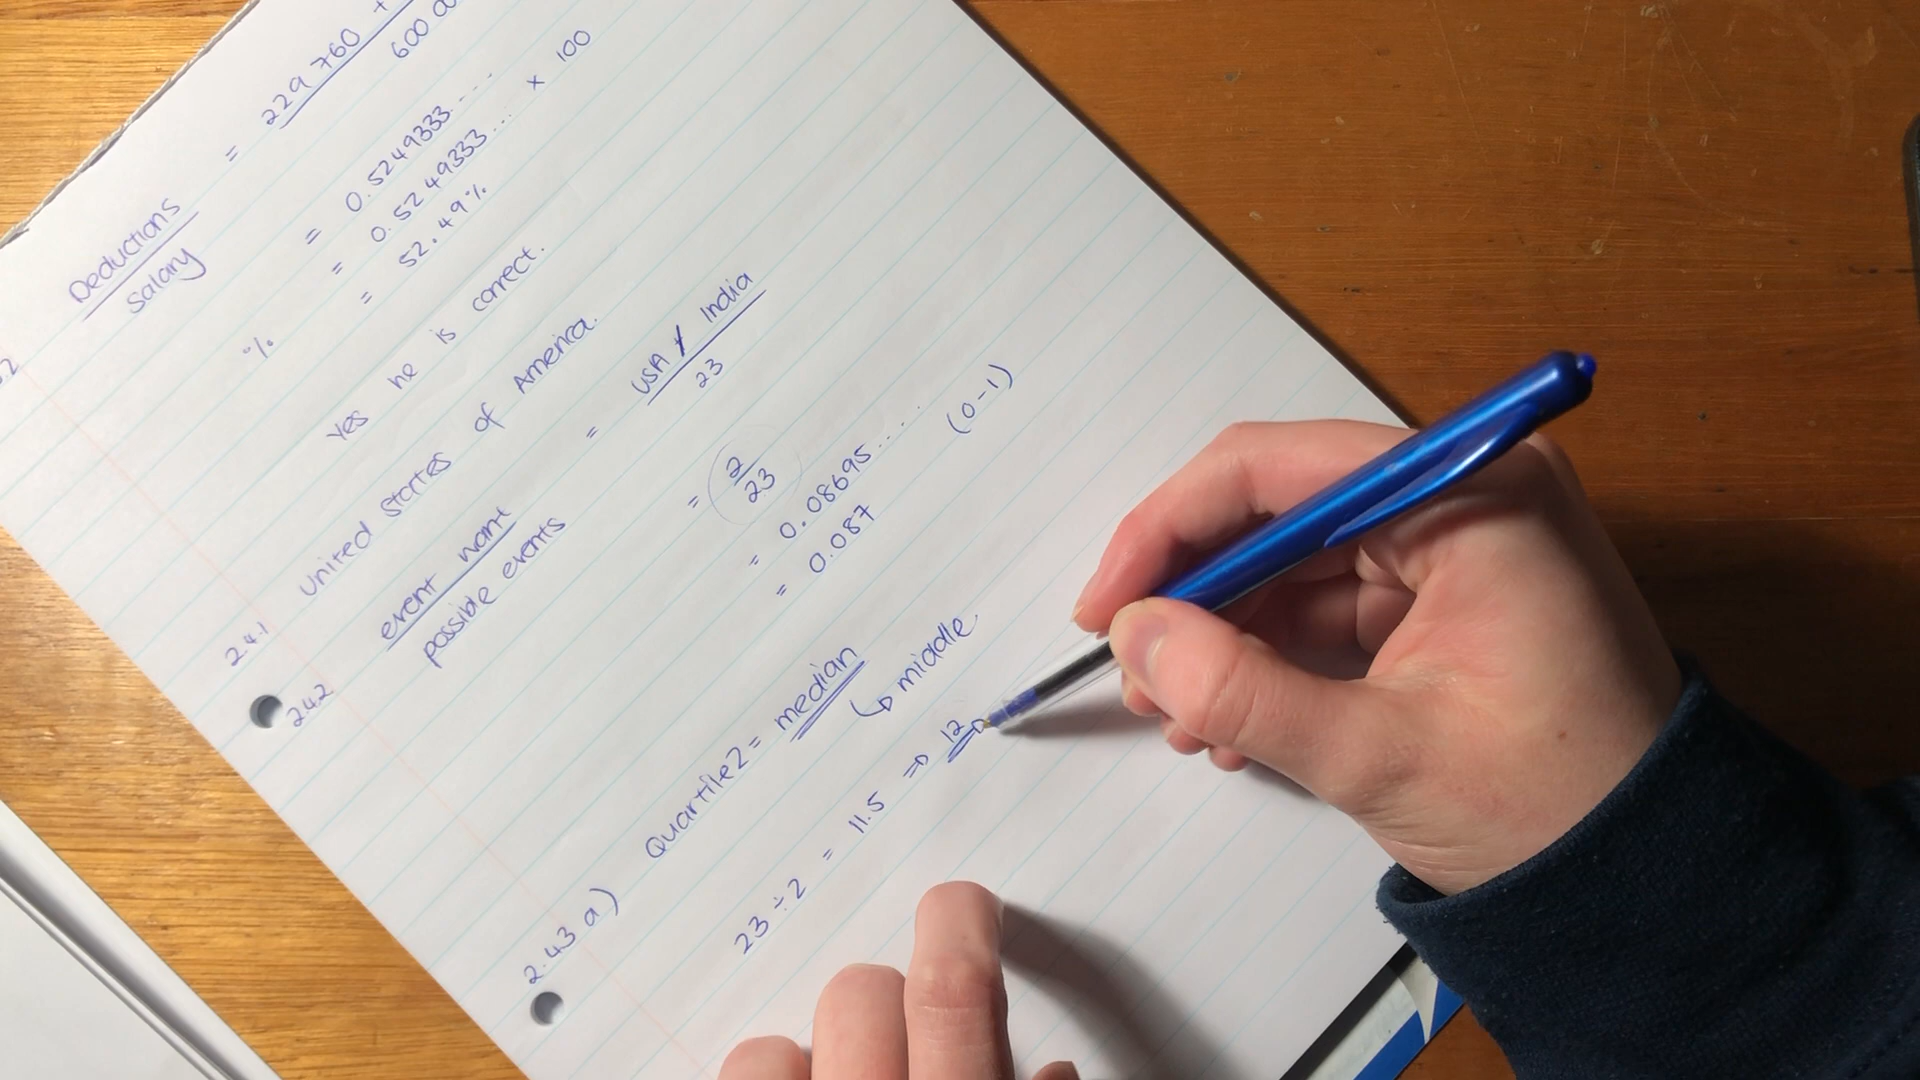 Deductions = 229 760 +
Salary 600 00
= 0.5249333....
% = 0.5249333... × 100
= 52.49%
Yes he is correct.
2.4.1 United States of America.
2.4.2 event want = USA / India
possible events 23
= 2
23
= 0.08695.... (0-1)
= 0.087
2.4.3 a) Quartile 2 = median
↳ middle
23 ÷ 2 = 11.5 ⇒ 12